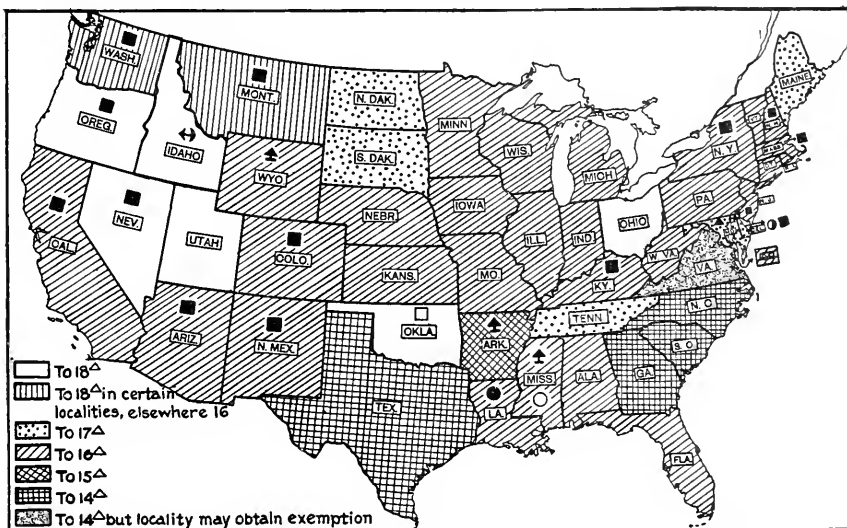 WASH.
MONT.
N. DAK.
MINN
MAINE
OREG.
IDAHO
S. DAK.
WIS.
MICH
N.Y.
WYO
NEV.
UTAH
NEBR.
IOWA
PA.
CAL.
COLO.
KANS.
MO.
ILL.
IND
OHIO
W. VA
VA.
KY.
ARIZ.
N. MEX.
OKLA.
ARK.
TENN
N. C.
S. C.
TEX.
LA.
MISS
ALA
GA.
FLA.
To 18△
To 18△ in certain
localities, elsewhere 16
To 17△
To 16△
To 15△
To 14△
To 14△ but locality may obtain exemption